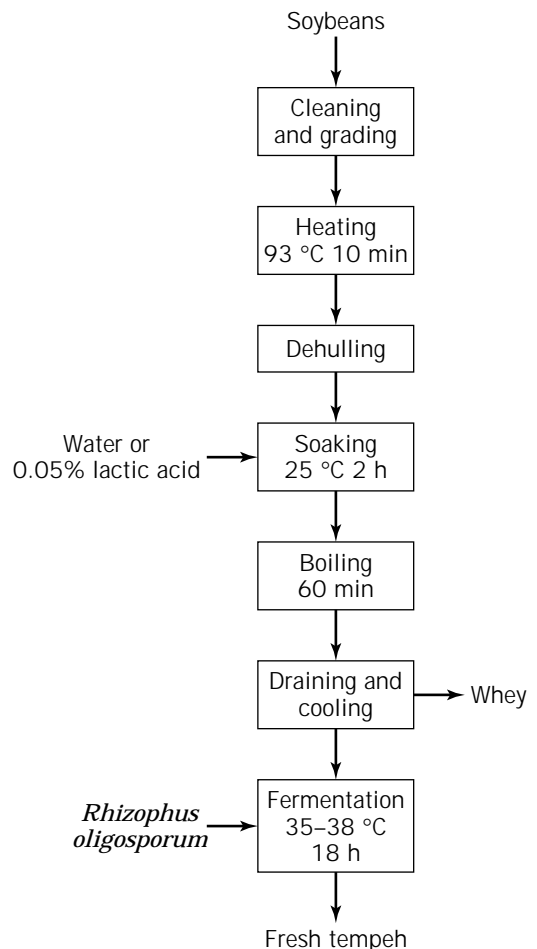 Soybeans
Cleaning
and grading
Heating
93 °C 10 min
Dehulling
Water or
0.05% lactic acid
Soaking
25 °C 2 h
Boiling
60 min
Draining and
cooling
Whey
Rhizophus
oligosporum
Fermentation
35–38 °C
18 h
Fresh tempeh